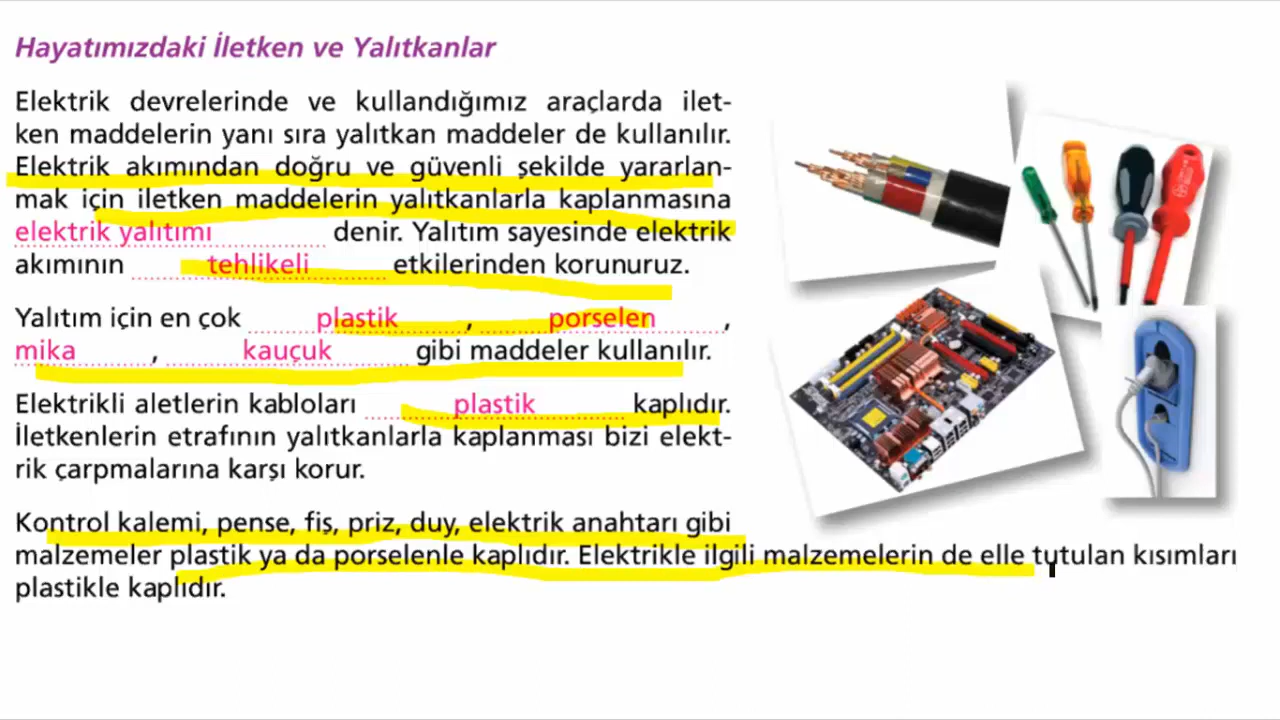 Hayatımızdaki İletken ve Yalıtkanlar
Elektrik devrelerinde ve kullandığımız araçlarda ilet-
ken maddelerin yanı sıra yalıtkan maddeler de kullanılır.
Elektrik akımından doğru ve güvenli şekilde yararlan-
mak için iletken maddelerin yalıtkanlarla kaplanmasına
elektrik yalıtımı denir. Yalıtım sayesinde elektrik
akımının tehlikeli etkilerinden korunuruz.
Yalıtım için en çok plastik, porselen,
mika, kauçuk gibi maddeler kullanılır.
Elektrikli aletlerin kabloları plastik kaplıdır.
İletkenlerin etrafının yalıtkanlarla kaplanması bizi elekt-
rik çarpmalarına karşı korur.
Kontrol kalemi, pense, fiş, priz, duy, elektrik anahtarı gibi
malzemeler plastik ya da porselenle kaplıdır. Elektrikle ilgili malzemelerin de elle tutulan kısımları
plastikle kaplıdır.